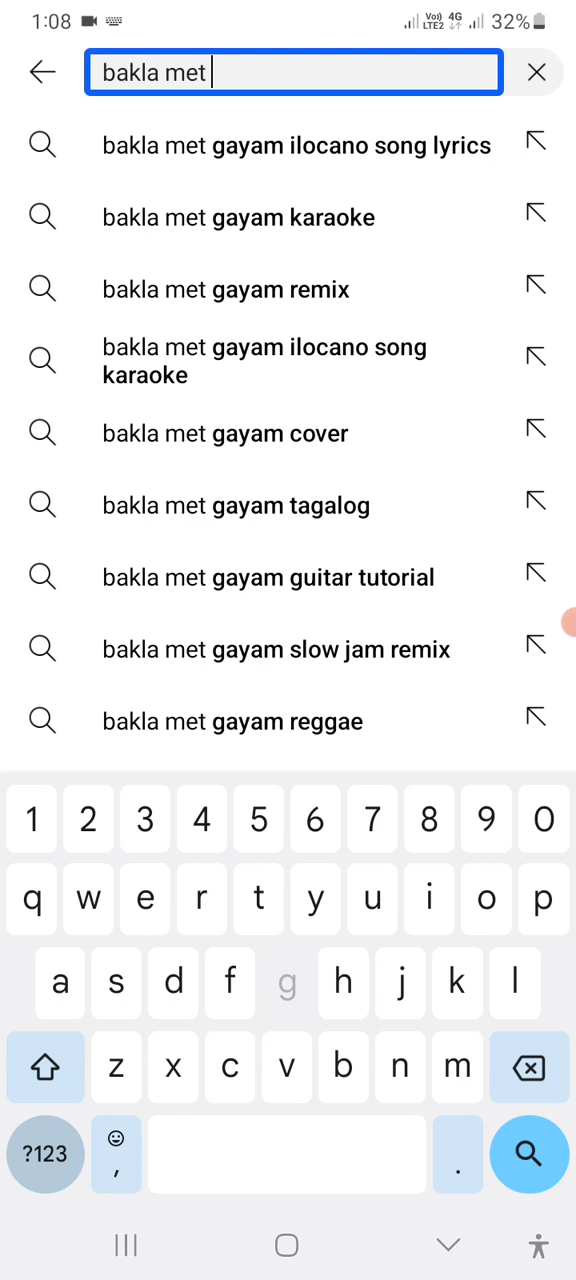 1:08 Vo)) LTE2 4G 32%
bakla met
bakla met gayam ilocano song lyrics
bakla met gayam karaoke
bakla met gayam remix
bakla met gayam ilocano song
karaoke
bakla met gayam cover
bakla met gayam tagalog
bakla met gayam guitar tutorial
bakla met gayam slow jam remix
bakla met gayam reggae
1 2 3 4 5 6 7 8 9 0
q w e r t y u i o p
a s d f g h j k l
z x c v b n m
?123 , .